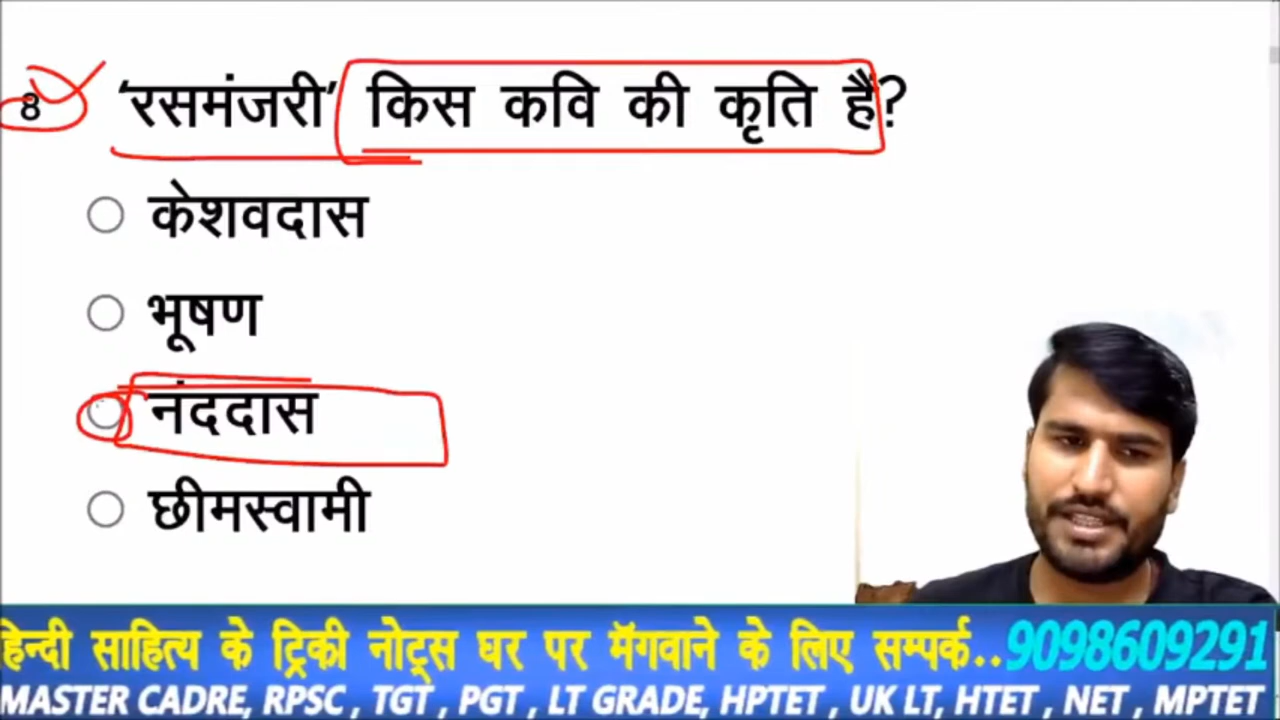 8 'रसमंजरी' किस कवि की कृति हैं?
केशवदास
भूषण
नंददास
छीमस्वामी
हिन्दी साहित्य के ट्रिकी नोट्स घर पर मॅगवाने के लिए सम्पर्क..9098609291
MASTER CADRE, RPSC , TGT , PGT , LT GRADE, HPTET , UK LT, HTET , NET , MPTET